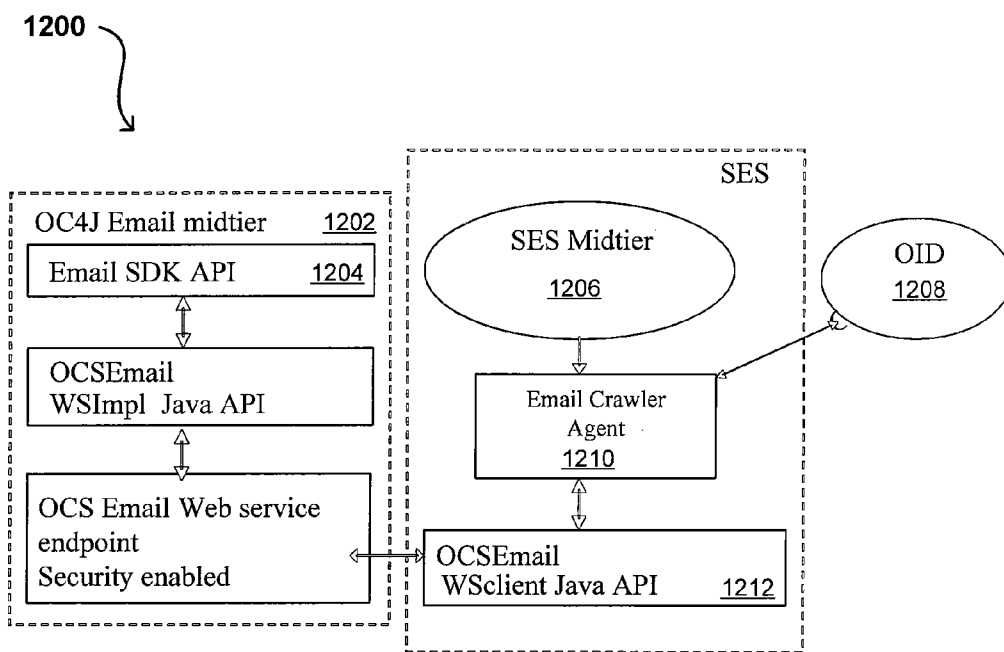 1200
OC4J Email midtier 1202
Email SDK API 1204
OCSEmail
WSImpl Java API
OCS Email Web service
endpoint
Security enabled
SES
SES Midtier
1206
OID
1208
Email Crawler
Agent
1210
OCSEmail
WSclient Java API 1212